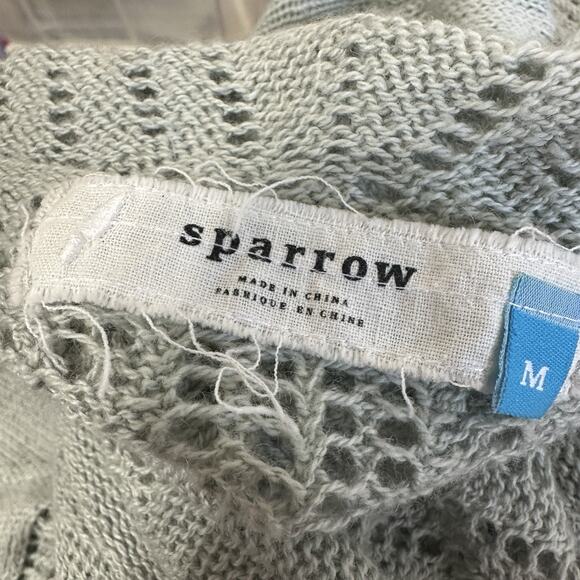 sparrow
MADE IN CHINA
FABRIQUE EN CHINE
M